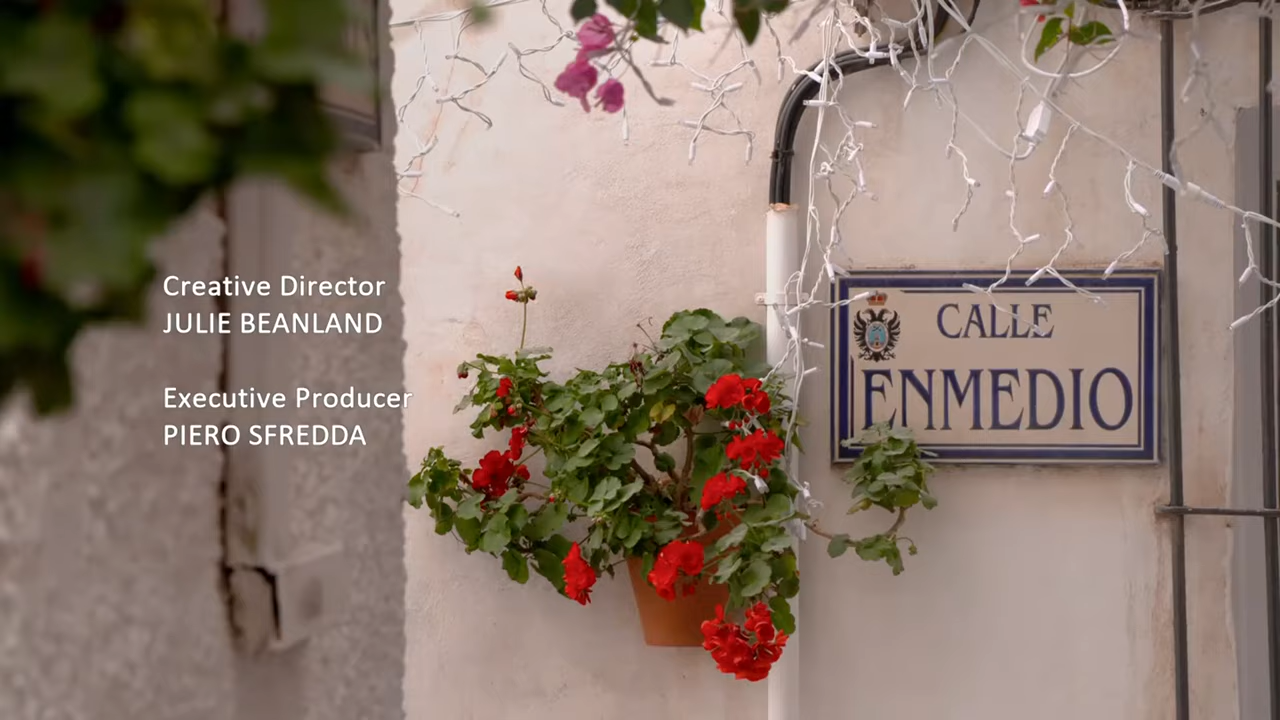 Creative Director
JULIE BEANLAND
Executive Producer
PIERO SFREDDA
CALLE
ENMEDIO